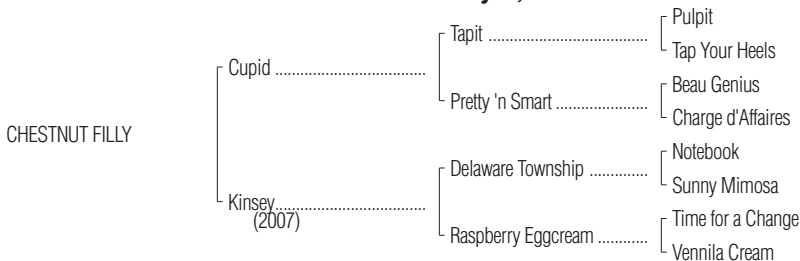 Pulpit
Tapit ......................................................
Tap Your Heels
Cupid ....................................
Beau Genius
Pretty 'n Smart ......................
Charge d'Affaires
CHESTNUT FILLY
Notebook
Delaware Township ..............
Sunny Mimosa
Kinsey....................................
(2007)
Time for a Change
Raspberry Eggcream ............
Vennila Cream